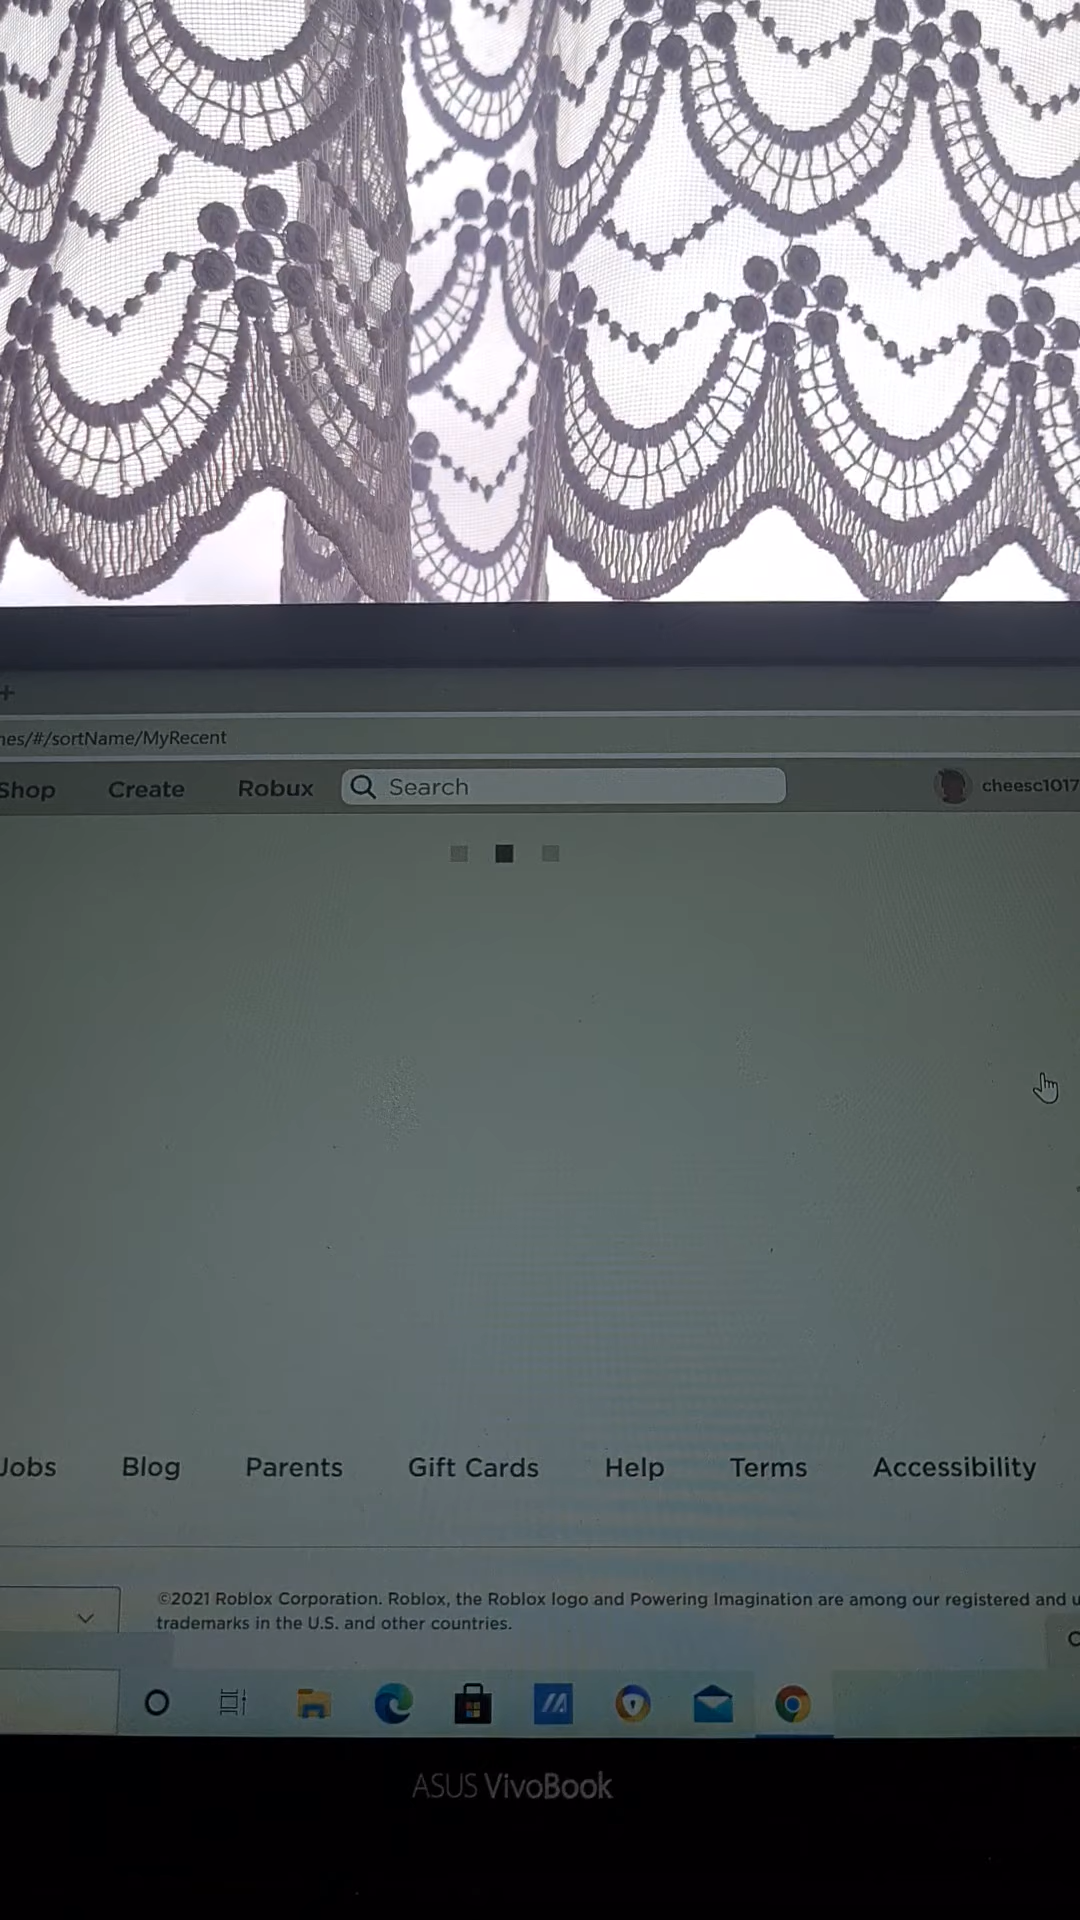 nes/#/sortName/MyRecent
Shop Create Robux Search cheesc1017
Jobs Blog Parents Gift Cards Help Terms Accessibility
©2021 Roblox Corporation. Roblox, the Roblox logo and Powering Imagination are among our registered and u
trademarks in the U.S. and other countries.
ASUS VivoBook